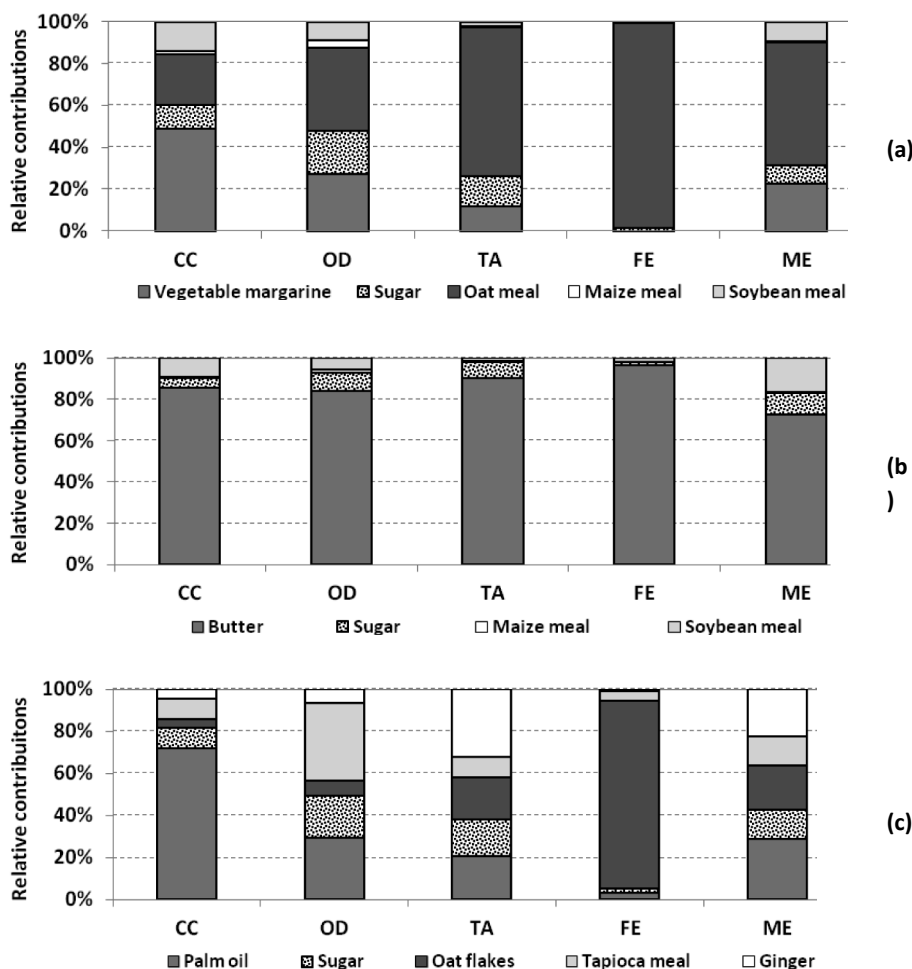 Relative contributions
100%
80%
60%
40%
20%
0%
CC OD TA FE ME
Vegetable margarine Sugar Oat meal Maize meal Soybean meal
(a)
Relative contributions
100%
80%
60%
40%
20%
0%
CC OD TA FE ME
Butter Sugar Maize meal Soybean meal
(b
)
Relative contribuitons
100%
80%
60%
40%
20%
0%
CC OD TA FE ME
Palm oil Sugar Oat flakes Tapioca meal Ginger
(c)